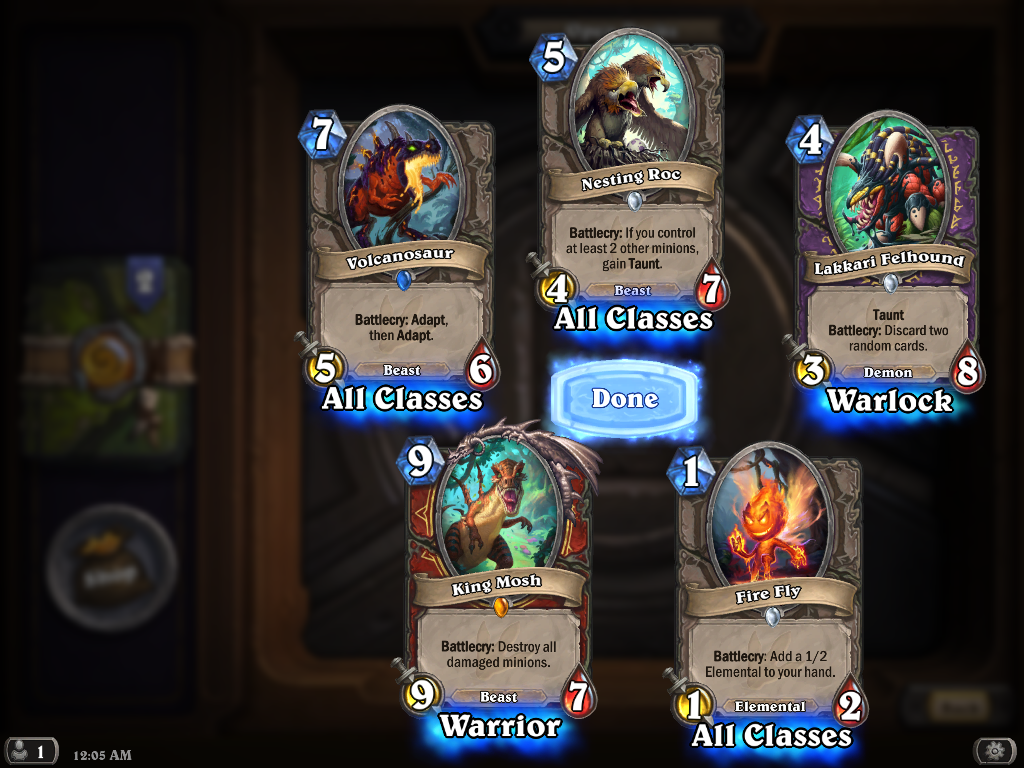 5
Nesting Roc
Battlecry: If you control
at least 2 other minions,
gain Taunt.
4
Beast
7
All Classes
7
Volcanosaur
Battlecry: Adapt,
then Adapt.
5
Beast
6
All Classes
4
Lakkari Felhound
Taunt
Battlecry: Discard two
random cards.
3
Demon
8
Warlock
Done
9
King Mosh
Battlecry: Destroy all
damaged minions.
9
Beast
7
Warrior
1
Fire Fly
Battlecry: Add a 1/2
Elemental to your hand.
1
Elemental
2
All Classes
1
12:05 AM